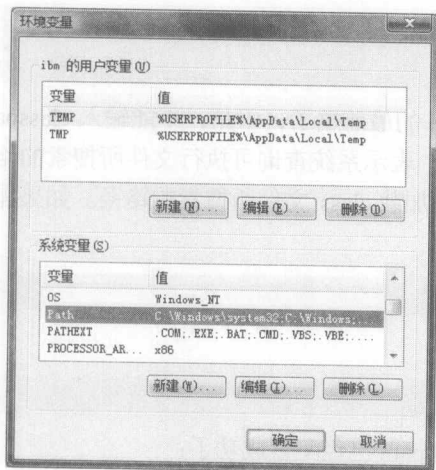 环境变量
ibm 的用户变量(U)
变量 值
TEMP %USERPROFILE%\AppData\Local\Temp
TMP %USERPROFILE%\AppData\Local\Temp
新建(N)... 编辑(E)... 删除(D)
系统变量(S)
变量 值
OS Windows_NT
Path C:\Windows\system32;C:\Windows;...
PATHEXT .COM;.EXE;.BAT;.CMD;.VBS;.VBE;....
PROCESSOR_AR... x86
新建(W)... 编辑(I)... 删除(L)
确定 取消